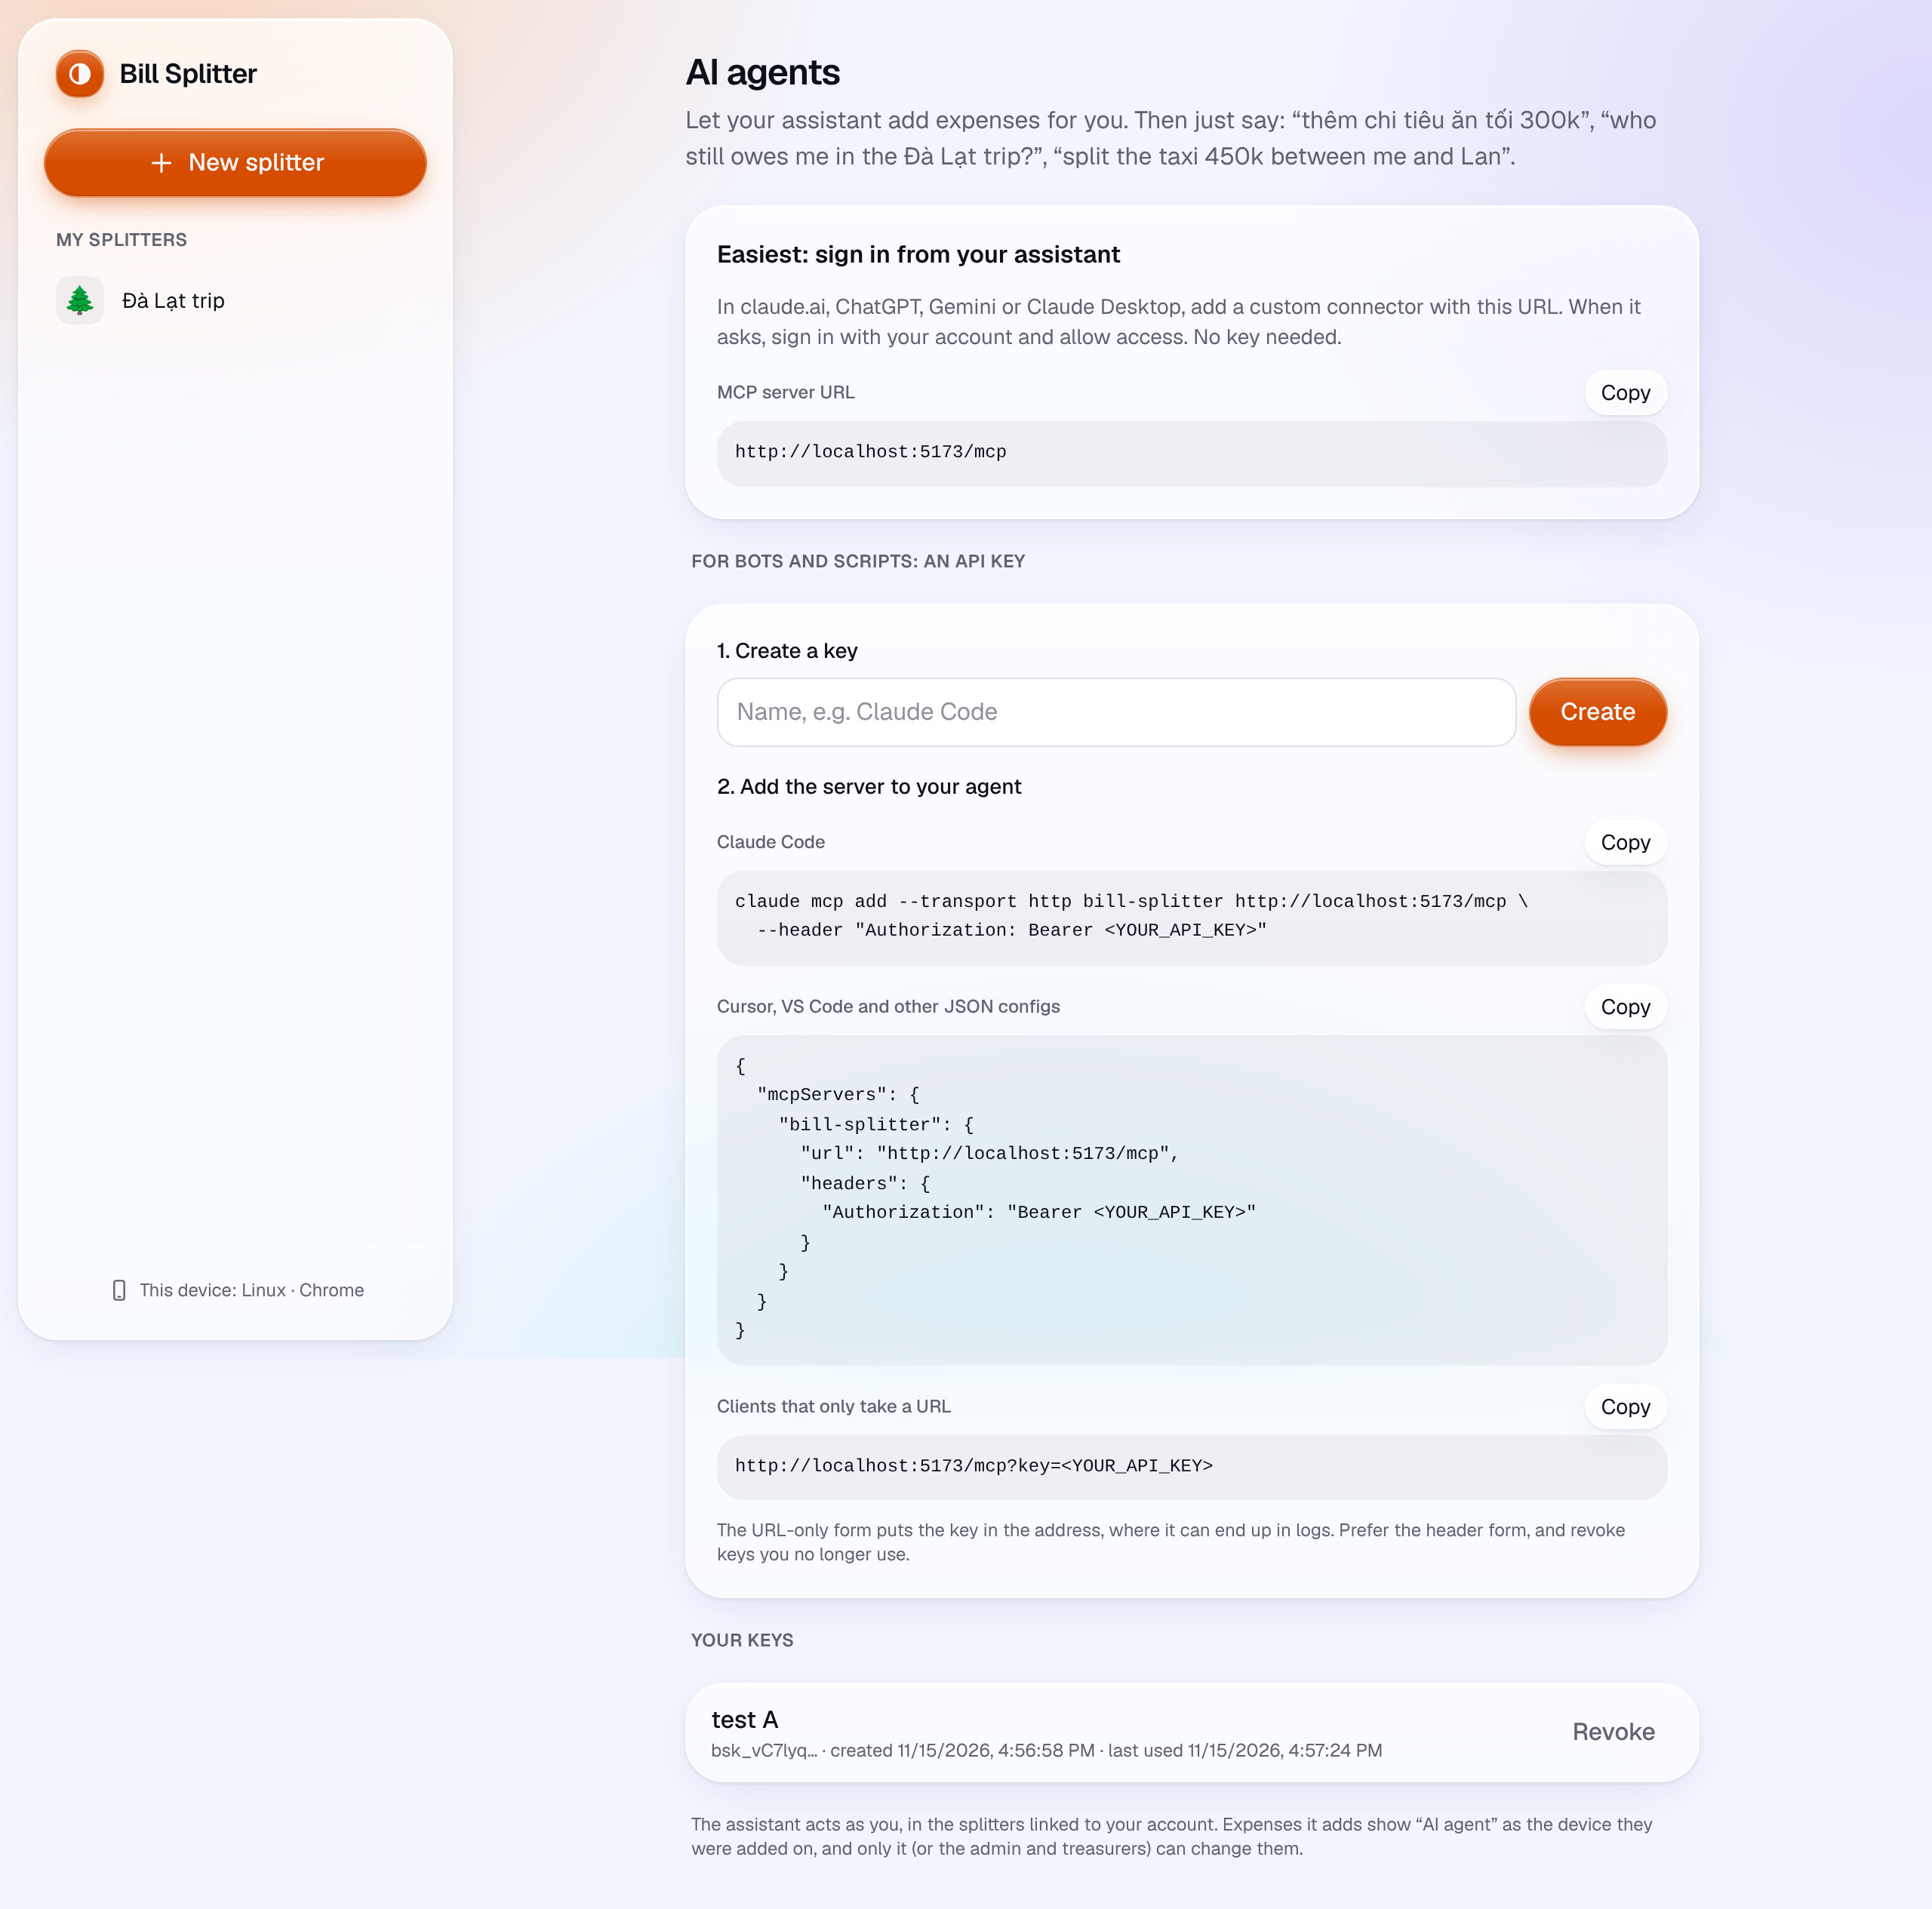 Bill Splitter
New splitter
MY SPLITTERS
Đà Lạt trip
This device: Linux · Chrome
AI agents
Let your assistant add expenses for you. Then just say: “thêm chi tiêu ăn tối 300k”, “who
still owes me in the Đà Lạt trip?”, “split the taxi 450k between me and Lan”.
Easiest: sign in from your assistant
In claude.ai, ChatGPT, Gemini or Claude Desktop, add a custom connector with this URL. When it
asks, sign in with your account and allow access. No key needed.
MCP server URL
Copy
http://localhost:5173/mcp
FOR BOTS AND SCRIPTS: AN API KEY
1. Create a key
Name, e.g. Claude Code
Create
2. Add the server to your agent
Claude Code
Copy
claude mcp add --transport http bill-splitter http://localhost:5173/mcp \
  --header "Authorization: Bearer <YOUR_API_KEY>"
Cursor, VS Code and other JSON configs
Copy
{
  "mcpServers": {
    "bill-splitter": {
      "url": "http://localhost:5173/mcp",
      "headers": {
        "Authorization": "Bearer <YOUR_API_KEY>"
      }
    }
  }
}
Clients that only take a URL
Copy
http://localhost:5173/mcp?key=<YOUR_API_KEY>
The URL-only form puts the key in the address, where it can end up in logs. Prefer the header form, and revoke
keys you no longer use.
YOUR KEYS
test A
bsk_vC7lyq… · created 11/15/2026, 4:56:58 PM · last used 11/15/2026, 4:57:24 PM
Revoke
The assistant acts as you, in the splitters linked to your account. Expenses it adds show “AI agent” as the device they
were added on, and only it (or the admin and treasurers) can change them.